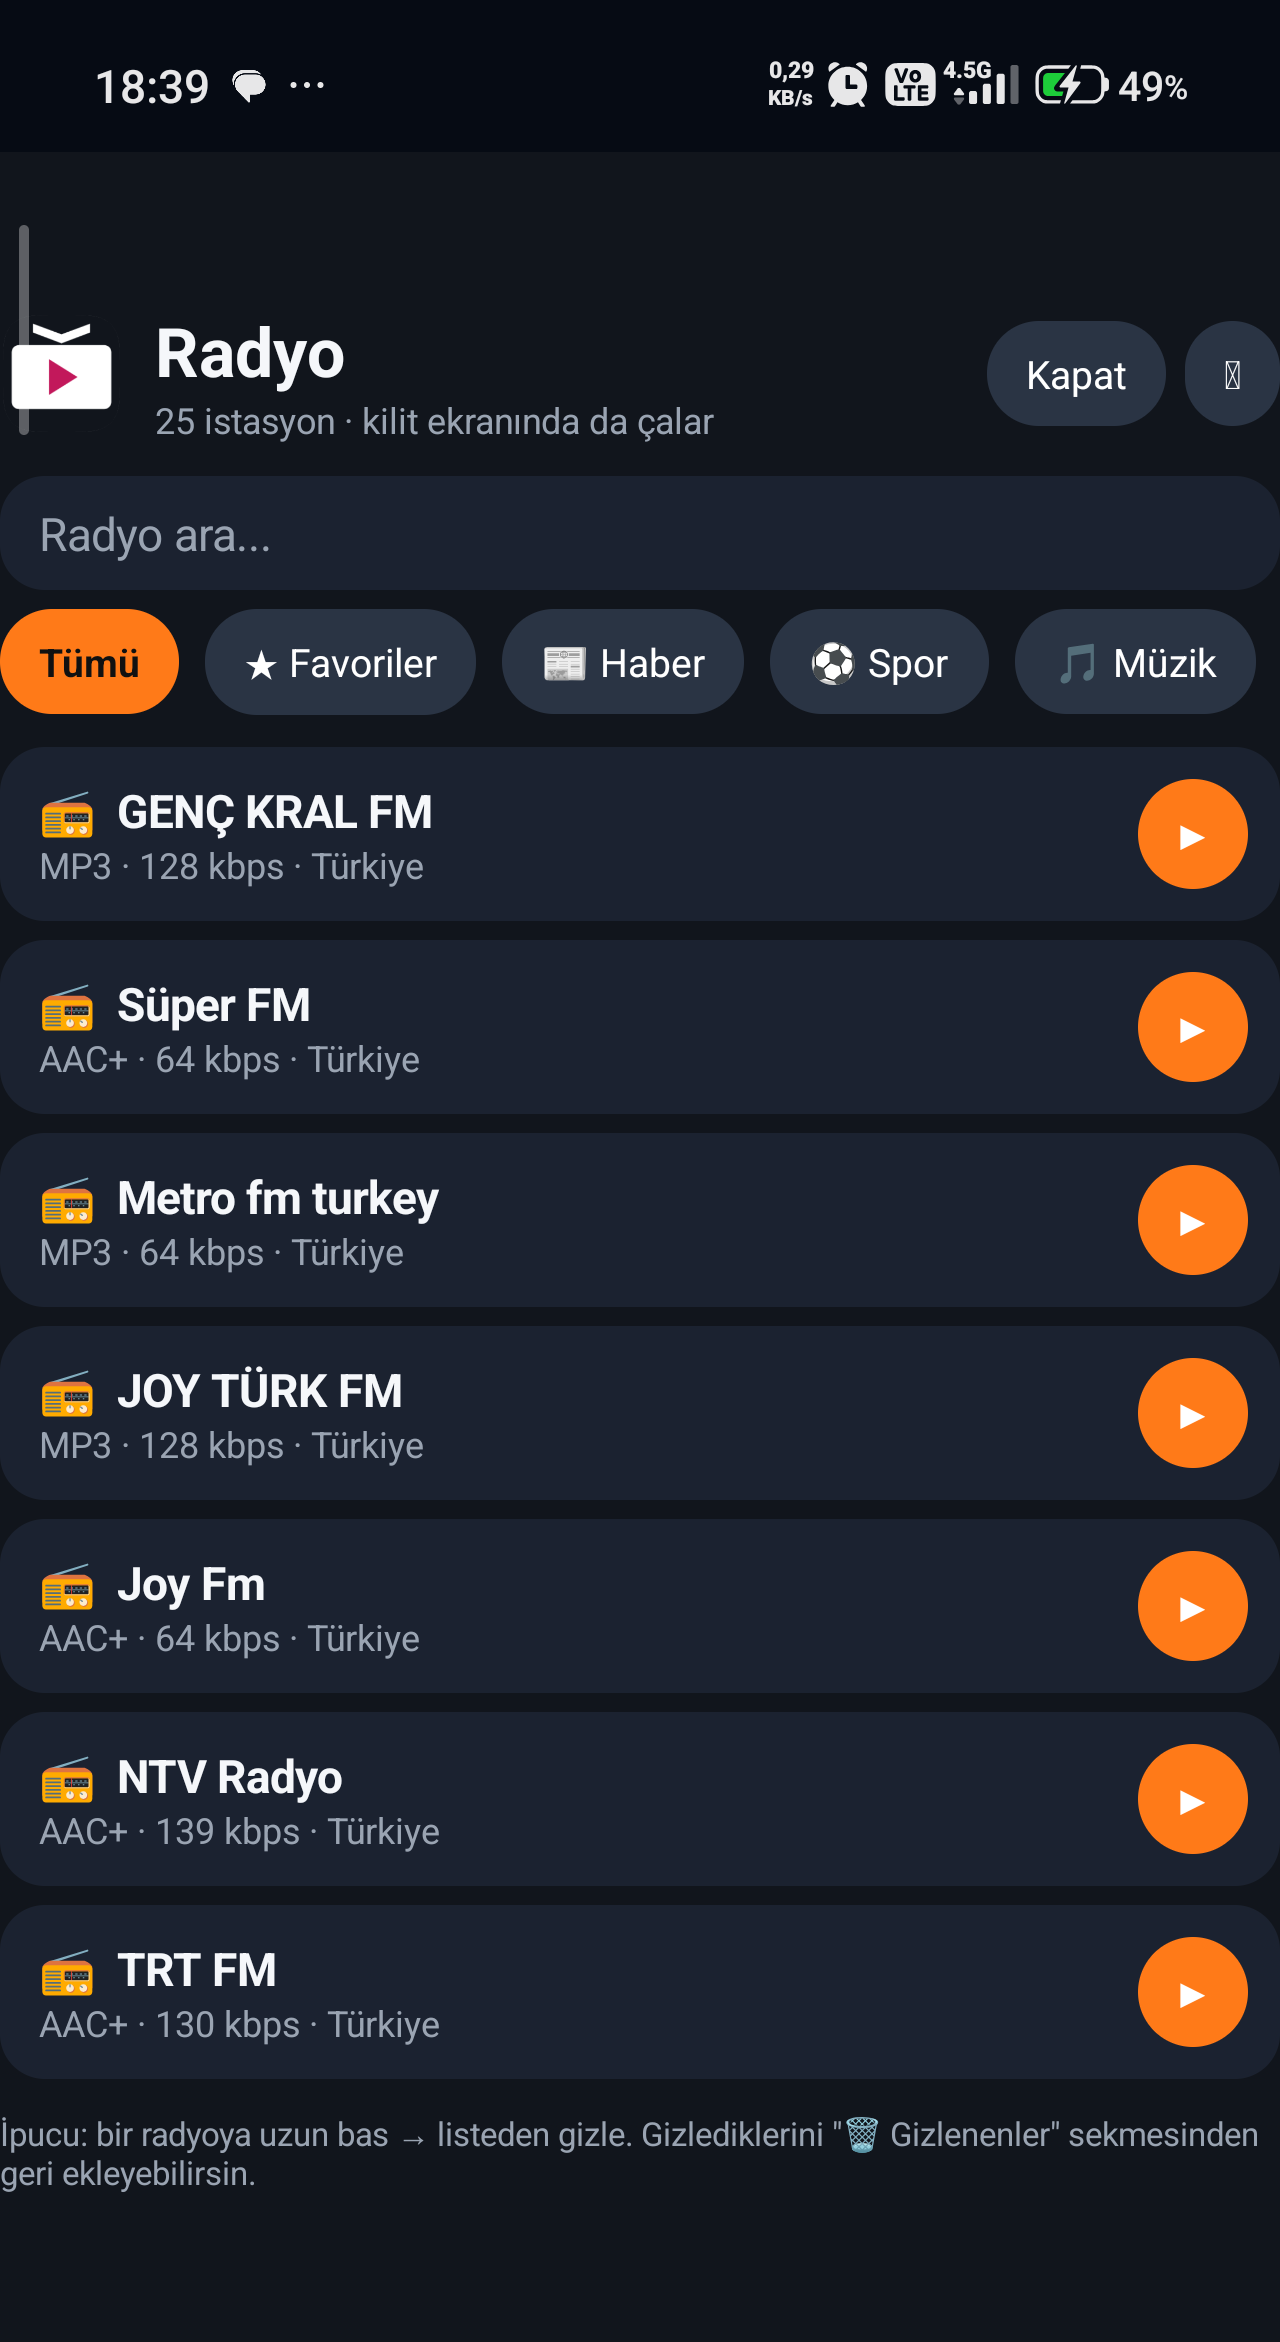 18:39 ...
0,29 KB/s Vo LTE 4.5G 49%
Radyo
25 istasyon · kilit ekranında da çalar
Kapat
Radyo ara...
Tümü ★ Favoriler 📰 Haber ⚽ Spor 🎵 Müzik
📻 GENÇ KRAL FM
MP3 · 128 kbps · Türkiye
📻 Süper FM
AAC+ · 64 kbps · Türkiye
📻 Metro fm turkey
MP3 · 64 kbps · Türkiye
📻 JOY TÜRK FM
MP3 · 128 kbps · Türkiye
📻 Joy Fm
AAC+ · 64 kbps · Türkiye
📻 NTV Radyo
AAC+ · 139 kbps · Türkiye
📻 TRT FM
AAC+ · 130 kbps · Türkiye
İpucu: bir radyoya uzun bas → listeden gizle. Gizlediklerini "🗑️ Gizlenenler" sekmesinden
geri ekleyebilirsin.